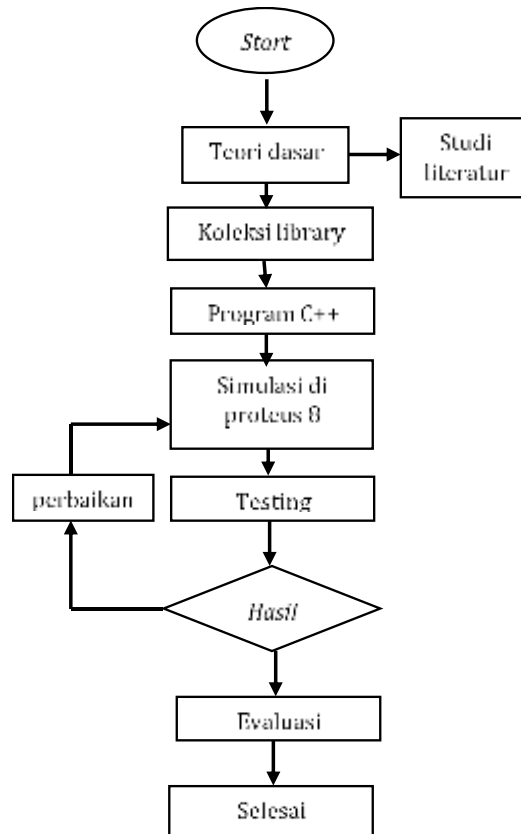 Start
Teori dasar
Studi
literatur
Koleksi library
Program C++
Simulasi di
proteus 8
perbaikan
Testing
Hasil
Evaluasi
Selesai